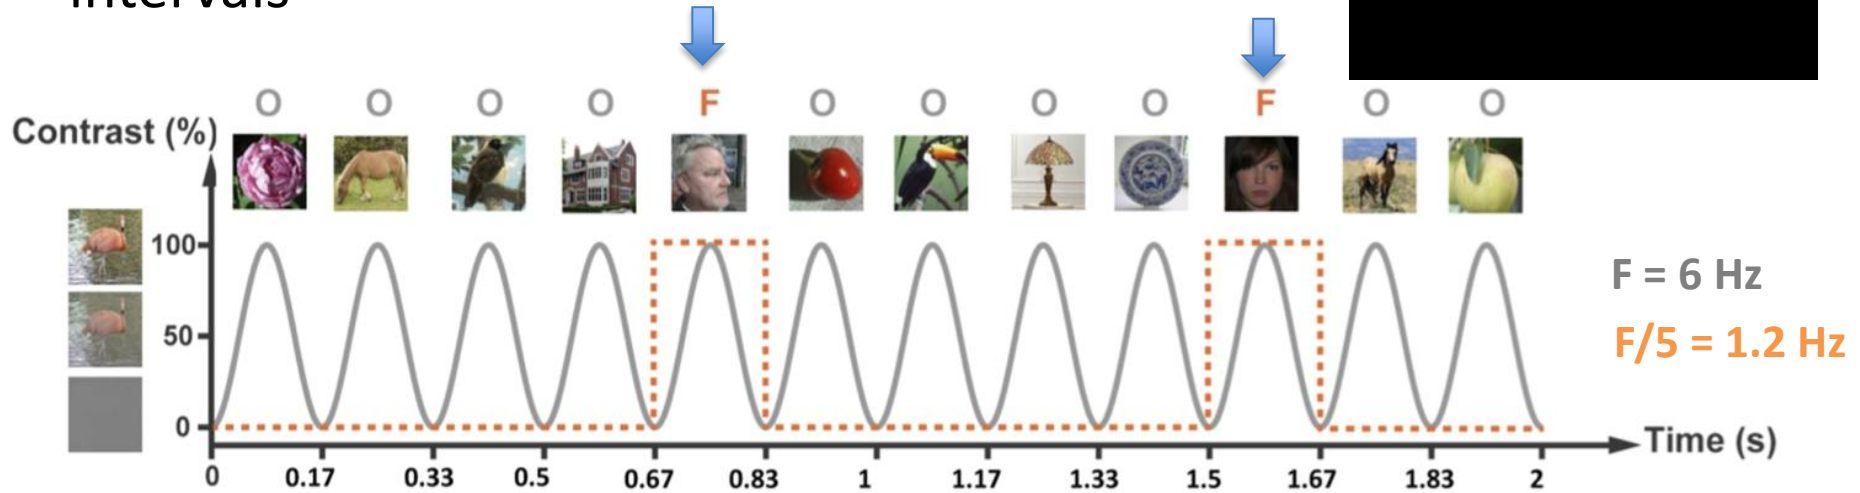 intervals
O O O O F O O O O F O O
Contrast (%)
100
50
0
F = 6 Hz
F/5 = 1.2 Hz
Time (s)
0 0.17 0.33 0.5 0.67 0.83 1 1.17 1.33 1.5 1.67 1.83 2